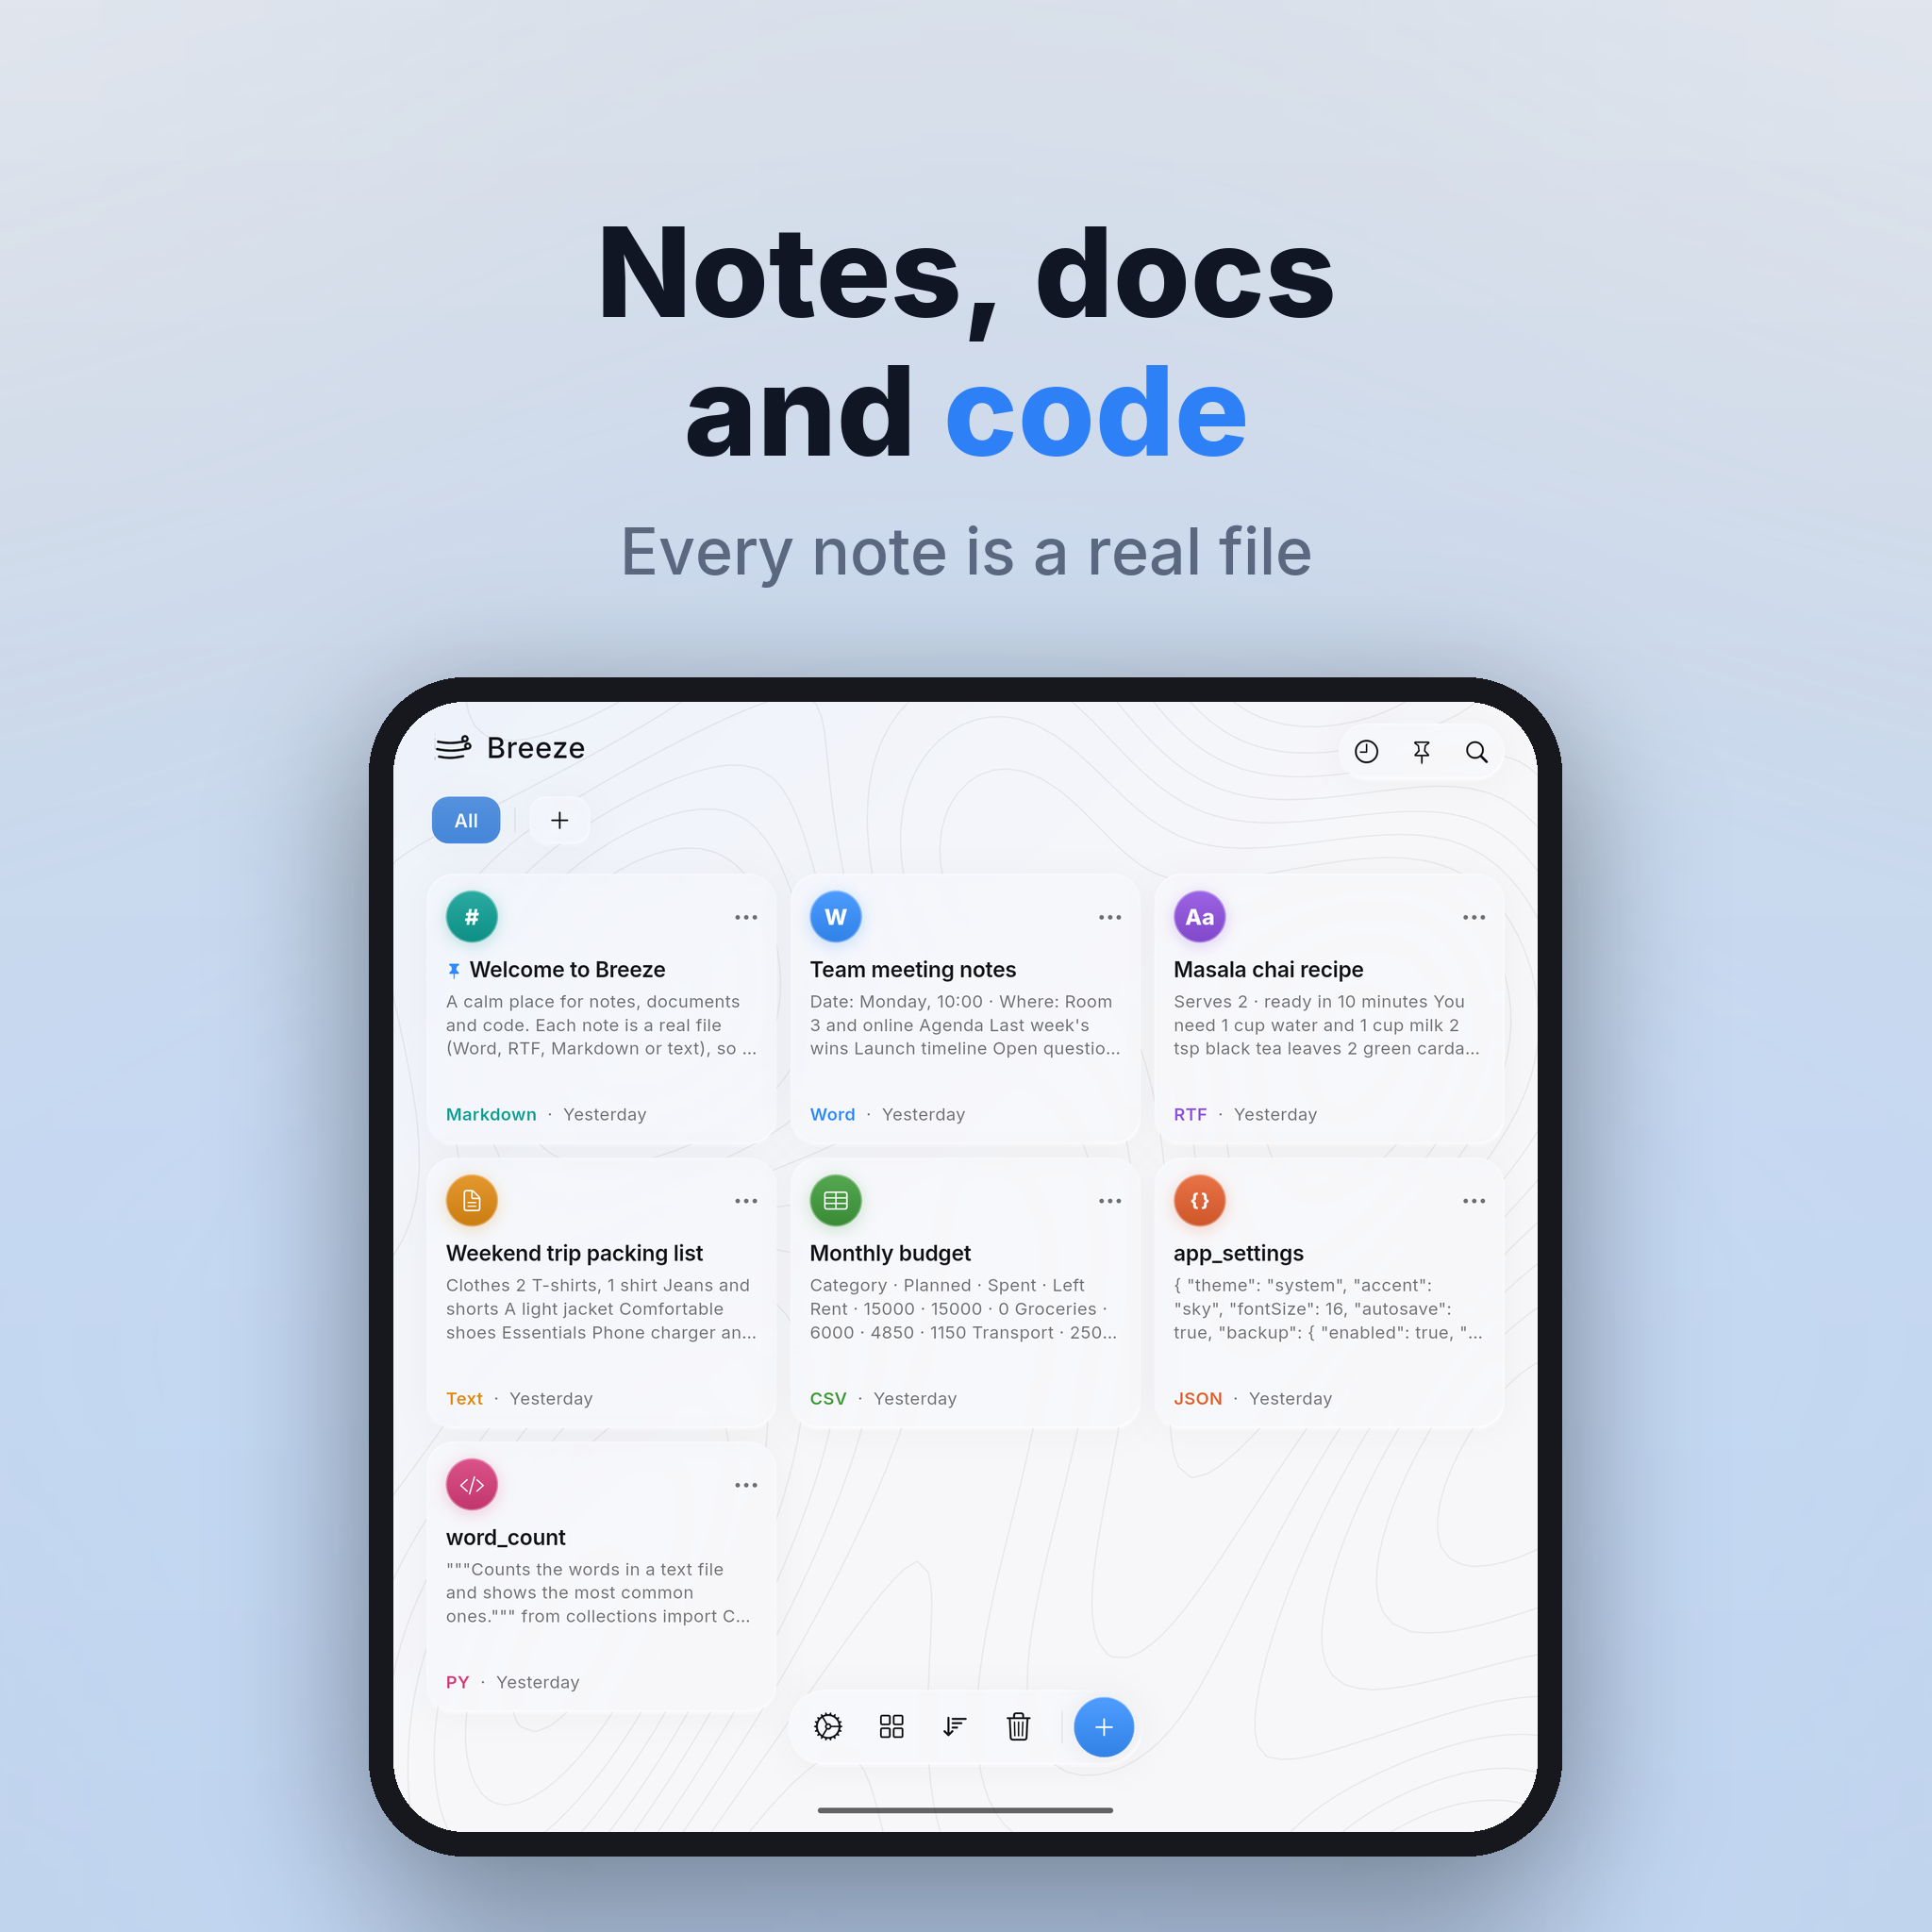 Notes, docs
and code
Every note is a real file
Breeze
All
#
W
Aa
Welcome to Breeze
A calm place for notes, documents
and code. Each note is a real file
(Word, RTF, Markdown or text), so ...
Markdown · Yesterday
Team meeting notes
Date: Monday, 10:00 · Where: Room
3 and online Agenda Last week's
wins Launch timeline Open questio...
Word · Yesterday
Masala chai recipe
Serves 2 · ready in 10 minutes You
need 1 cup water and 1 cup milk 2
tsp black tea leaves 2 green carda...
RTF · Yesterday
Weekend trip packing list
Clothes 2 T-shirts, 1 shirt Jeans and
shorts A light jacket Comfortable
shoes Essentials Phone charger an...
Text · Yesterday
Monthly budget
Category · Planned · Spent · Left
Rent · 15000 · 15000 · 0 Groceries ·
6000 · 4850 · 1150 Transport · 250...
CSV · Yesterday
{}
app_settings
{ "theme": "system", "accent":
"sky", "fontSize": 16, "autosave":
true, "backup": { "enabled": true, "...
JSON · Yesterday
</>
word_count
"""Counts the words in a text file
and shows the most common
ones.""" from collections import C...
PY · Yesterday